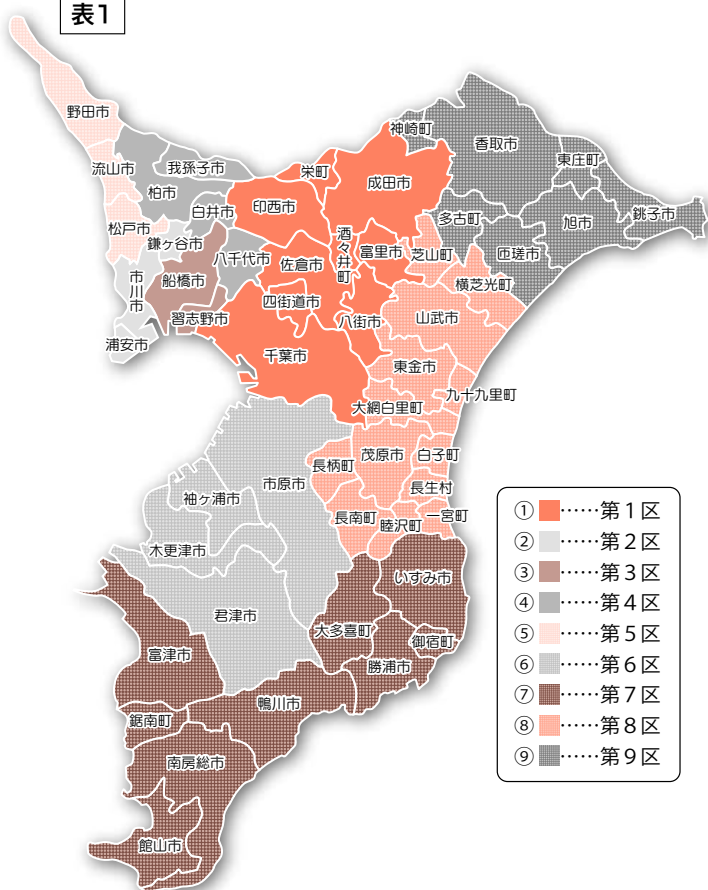 表1
野田市
流山市
我孫子市
柏市
松戸市
鎌ヶ谷市
白井市
市川市
船橋市
八千代市
習志野市
浦安市
栄町
成田市
印西市
酒々井町
富里市
佐倉市
四街道市
八街市
千葉市
神崎町
香取市
東庄町
多古町
旭市
銚子市
匝瑳市
芝山町
横芝光町
山武市
東金市
九十九里町
大網白里町
茂原市
白子町
長柄町
長生村
一宮町
長南町
睦沢町
市原市
袖ヶ浦市
木更津市
君津市
いすみ市
大多喜町
御宿町
勝浦市
富津市
鴨川市
鋸南町
南房総市
館山市
①……第1区
②……第2区
③……第3区
④……第4区
⑤……第5区
⑥……第6区
⑦……第7区
⑧……第8区
⑨……第9区